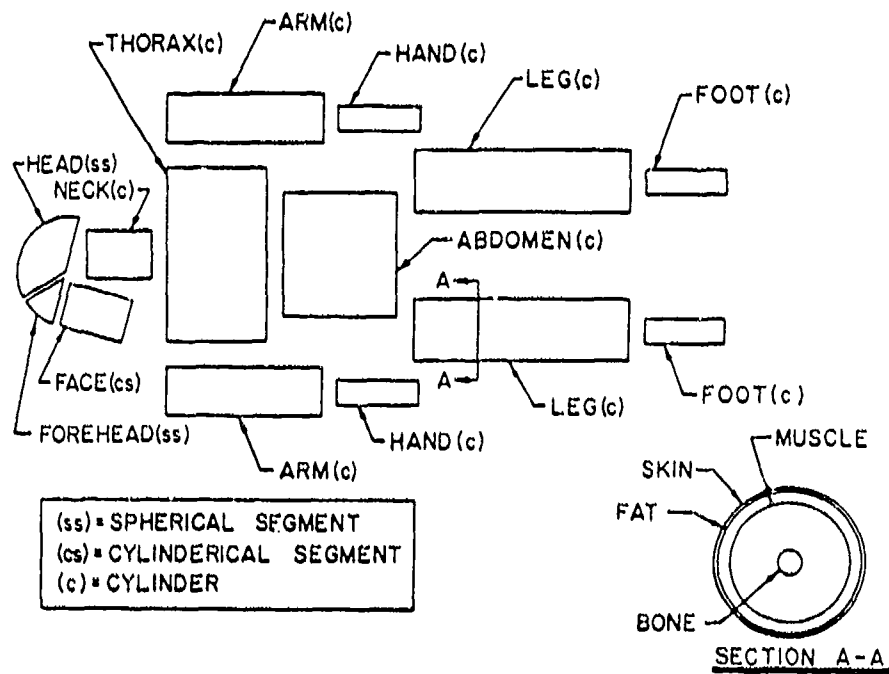 ARM(c)
THORAX(c)
HAND(c)
LEG(c)
FOOT(c)
HEAD(ss)
NECK(c)
ABDOMEN(c)
A
A
FACE(cs)
FOREHEAD(ss)
ARM(c)
HAND(c)
LEG(c)
FOOT(c)
(ss)=SPHERICAL SEGMENT
(cs)=CYLINDERICAL SEGMENT
(c)=CYLINDER
MUSCLE
SKIN
FAT
BONE
SECTION A-A